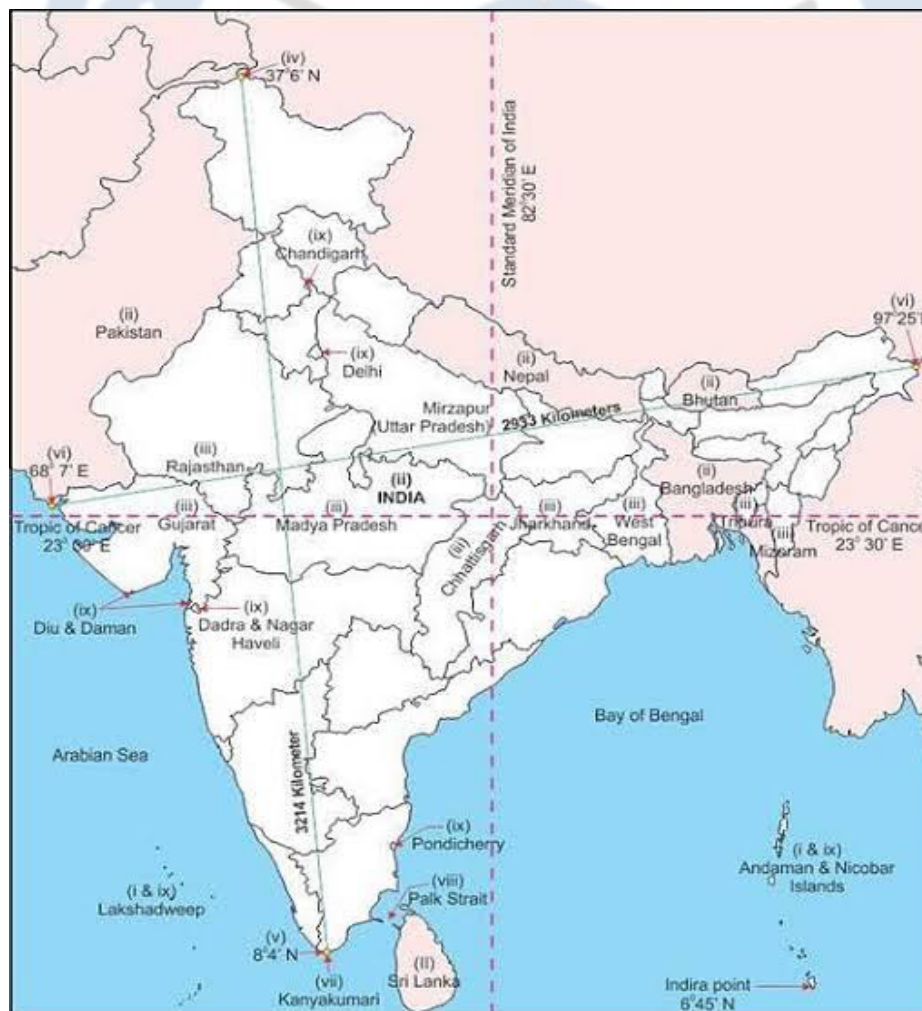 (iv)
37°6' N
Standard Meridian of India
82°30' E
(ix)
Chandigarh
(ii)
Pakistan
(vi)
97°25'
(ix)
Delhi
(ii)
Nepal
(ii)
Bhutan
Mirzapur
(Uttar Pradesh)
2933 Kilometers
(vi)
68° 7' E
(iii)
Rajasthan
(ii)
INDIA
(ii)
Bangladesh
Tropic of Cancer
23° 30' E
(iii)
Gujarat
(iii)
Madya Pradesh
(iii)
Chhattisgarh
(iii)
Jharkhand
(iii)
West
Bengal
(iii)
Tripura
(iii)
Mizoram
Tropic of Cancer
23° 30' E
(ix)
Diu & Daman
(ix)
Dadra & Nagar
Haveli
Bay of Bengal
Arabian Sea
3214 Kilometer
(ix)
Pondicherry
(i & ix)
Andaman & Nicobar
Islands
(i & ix)
Lakshadweep
(viii)
Palk Strait
(v)
8°4' N
(vii)
Kanyakumari
(II)
Sri Lanka
Indira point
6°45' N